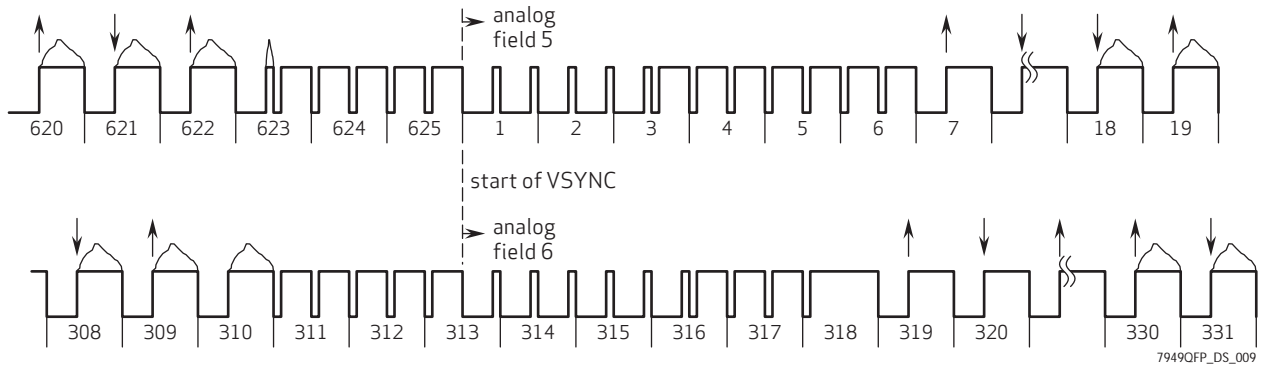 analog
field 5
620 621 622 623 624 625 1 2 3 4 5 6 7 18 19
start of VSYNC
analog
field 6
308 309 310 311 312 313 314 315 316 317 318 319 320 330 331
7949QFP_DS_009